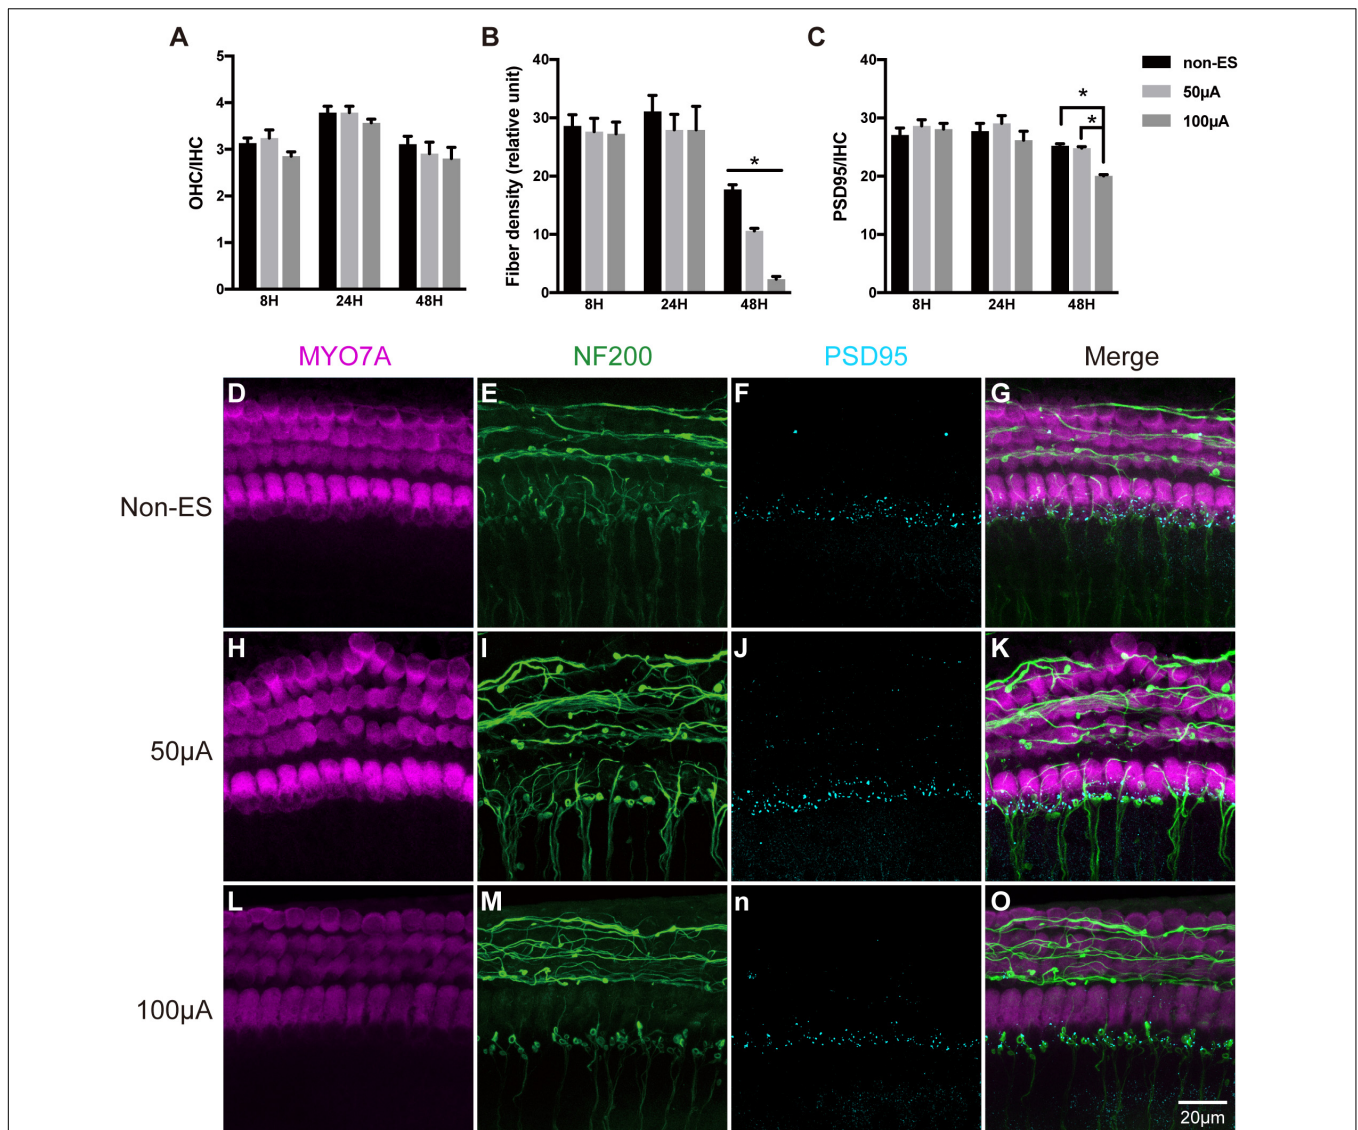 A
OHC/IHC
5
4
3
2
1
0
8H 24H 48H
B
Fiber density (relative unit)
40
30
20
10
0
*
8H 24H 48H
C
PSD95/IHC
40
30
20
10
0
*
*
8H 24H 48H
non-ES
50μA
100μA
MYO7A NF200 PSD95 Merge
Non-ES
D E F G
50μA
H I J K
100μA
L M n O
20μm